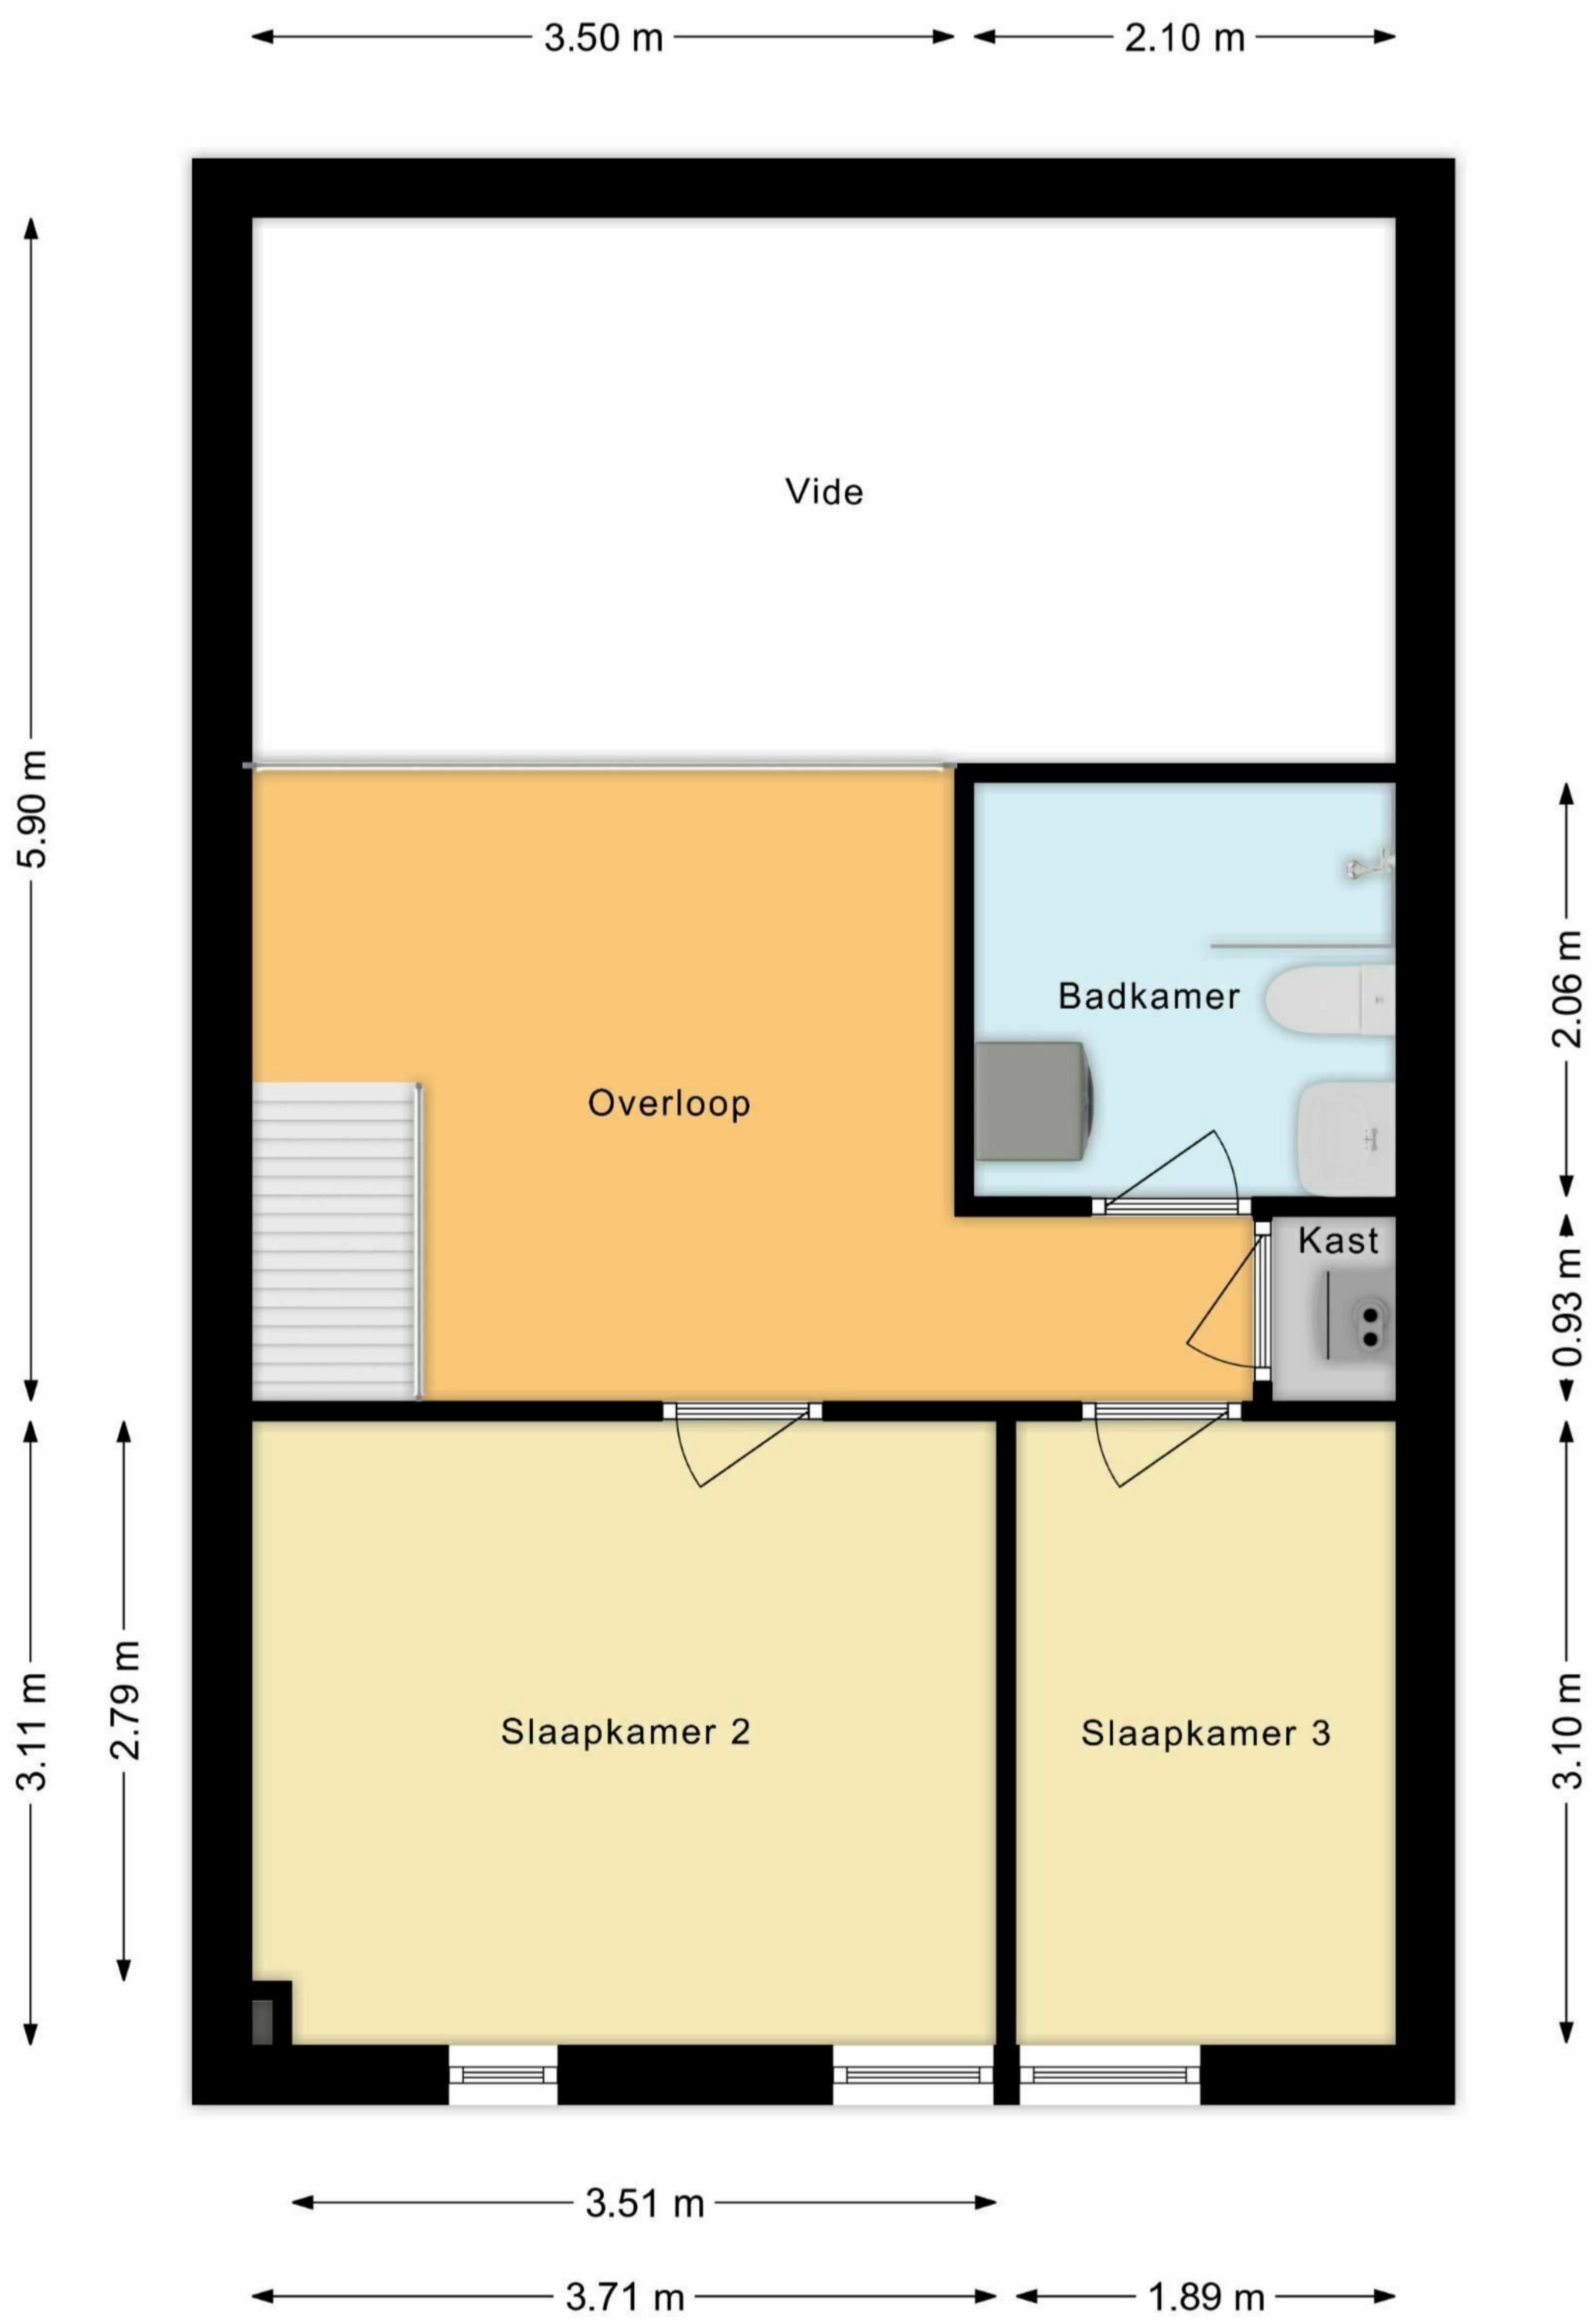 3.50 m
2.10 m
Vide
5.90 m
Badkamer
2.06 m
Overloop
Kast
0.93 m
Slaapkamer 2
Slaapkamer 3
3.11 m
2.79 m
3.10 m
3.51 m
3.71 m
1.89 m